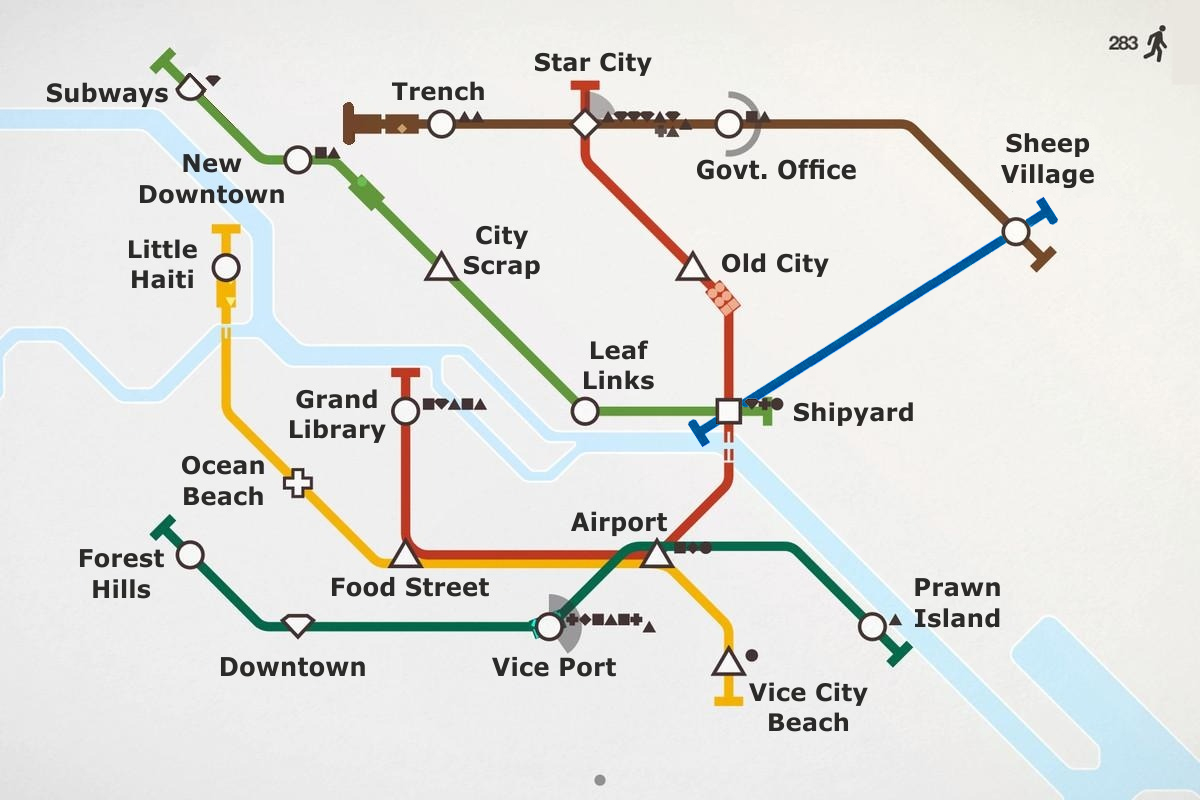 283
Star City
Subways
Trench
Govt. Office
Sheep
Village
New
Downtown
Little
Haiti
City
Scrap
Old City
Leaf
Links
Grand
Library
Shipyard
Ocean
Beach
Airport
Forest
Hills
Food Street
Prawn
Island
Downtown
Vice Port
Vice City
Beach